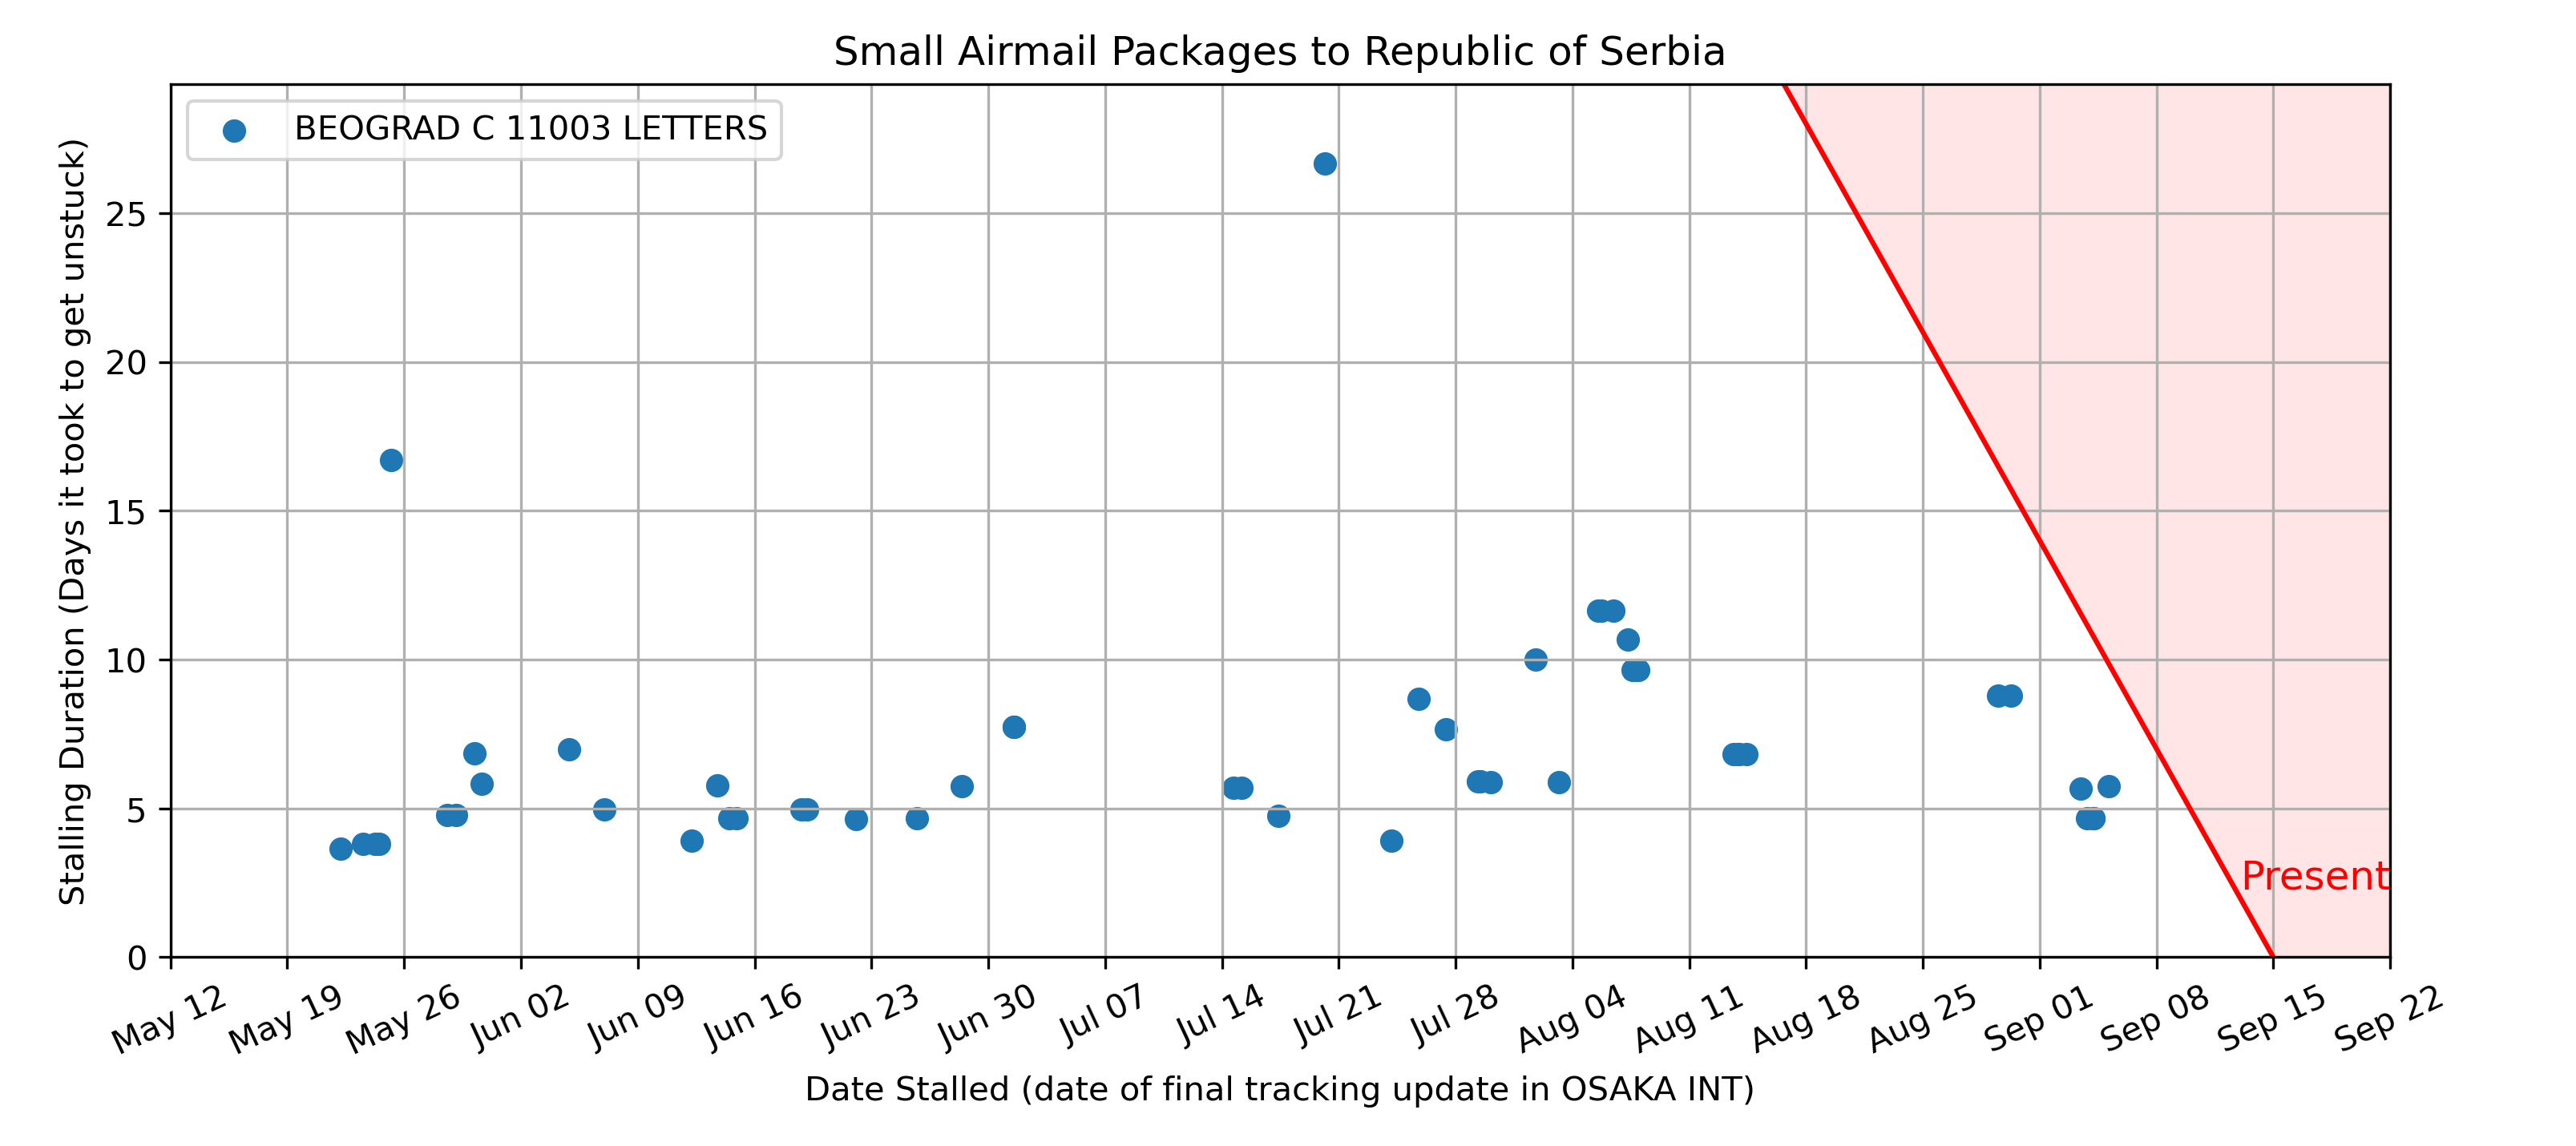 Small Airmail Packages to Republic of Serbia
BEOGRAD C 11003 LETTERS
Stalling Duration (Days it took to get unstuck)
25
20
15
10
5
0
Present
May 12
May 19
May 26
Jun 02
Jun 09
Jun 16
Jun 23
Jun 30
Jul 07
Jul 14
Jul 21
Jul 28
Aug 04
Aug 11
Aug 18
Aug 25
Sep 01
Sep 08
Sep 15
Sep 22
Date Stalled (date of final tracking update in OSAKA INT)